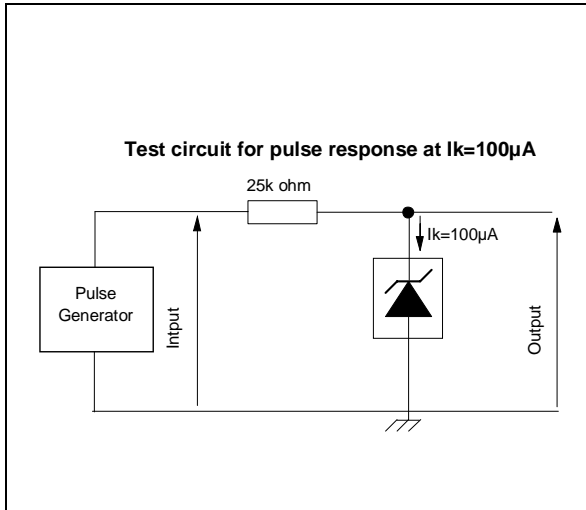 Test circuit for pulse response at Ik=100µA
25k ohm
Ik=100µA
Pulse
Generator
Intput
Output